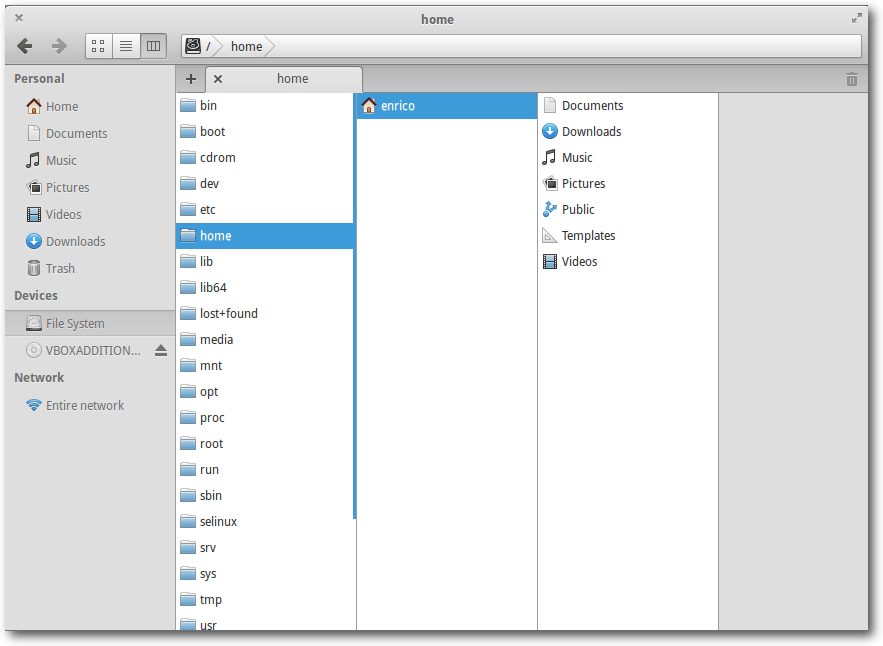 home
/ home
Personal
Home
Documents
Music
Pictures
Videos
Downloads
Trash
Devices
File System
VBOXADDITION...
Network
Entire network
home
bin
boot
cdrom
dev
etc
home
lib
lib64
lost+found
media
mnt
opt
proc
root
run
sbin
selinux
srv
sys
tmp
usr
enrico
Documents
Downloads
Music
Pictures
Public
Templates
Videos